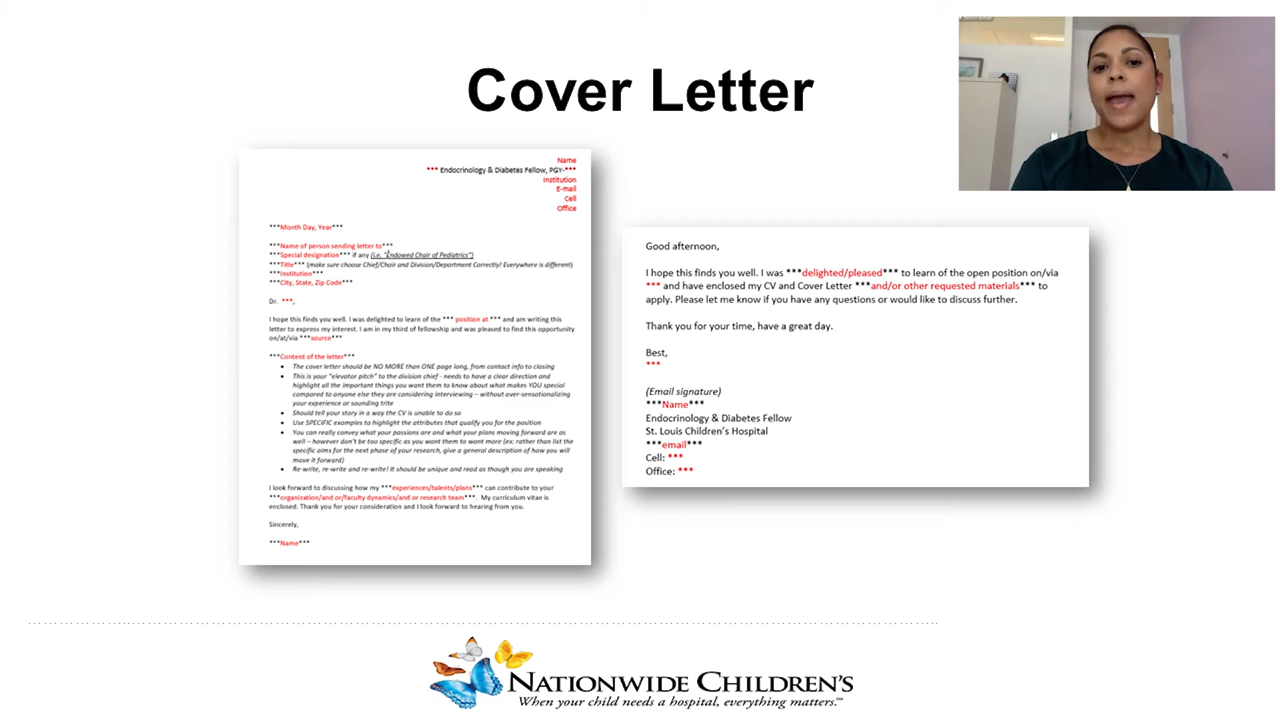 Cover Letter
Name
*** Endocrinology & Diabetes Fellow, PGY-***
Institution
E-mail
Cell
Office
***Month Day, Year***
***Name of person sending letter to***
***Special designation*** if any (i.e. "Endowed Chair of Pediatrics")
***Title*** (make sure choose Chief/Chair and Division/Department Correctly! Everywhere is different)
***Institution***
***City, State, Zip Code***
Dr. ***,
I hope this finds you well. I was delighted to learn of the *** position at *** and am writing this
letter to express my interest. I am in my third of fellowship and was pleased to find this opportunity
on/at/via ***source***
***Content of the letter***
• The cover letter should be NO MORE than ONE page long, from contact info to closing
• This is your "elevator pitch" to the division chief - needs to have a clear direction and
highlight all the important things you want them to know about what makes YOU special
compared to anyone else they are considering interviewing – without over-sensationalizing
your experience or sounding trite
• Should tell your story in a way the CV is unable to do so
• Use SPECIFIC examples to highlight the attributes that qualify you for the position
• You can really convey what your passions are and what your plans moving forward are as
well – however don't be too specific as you want them to want more (ex: rather than list the
specific aims for the next phase of your research, give a general description of how you will
move it forward)
• Re-write, re-write and re-write! It should be unique and read as though you are speaking
I look forward to discussing how my ***experiences/talents/plans*** can contribute to your
***organization/and or/faculty dynamics/and or research team***. My curriculum vitae is
enclosed. Thank you for your consideration and I look forward to hearing from you.
Sincerely,
***Name***
Good afternoon,
I hope this finds you well. I was ***delighted/pleased*** to learn of the open position on/via
*** and have enclosed my CV and Cover Letter ***and/or other requested materials*** to
apply. Please let me know if you have any questions or would like to discuss further.
Thank you for your time, have a great day.
Best,
***
(Email signature)
***Name***
Endocrinology & Diabetes Fellow
St. Louis Children's Hospital
***email***
Cell: ***
Office: ***
NATIONWIDE CHILDREN'S
When your child needs a hospital, everything matters.℠